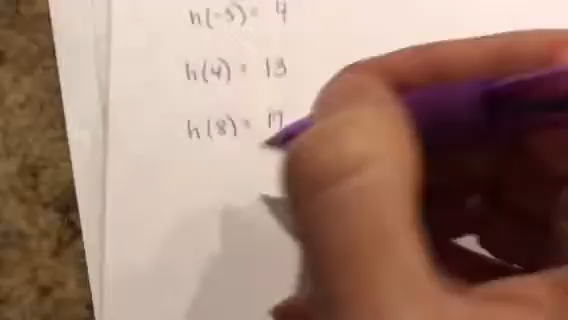 h(-5) = 4
h(4) = 13
h(8) = 17